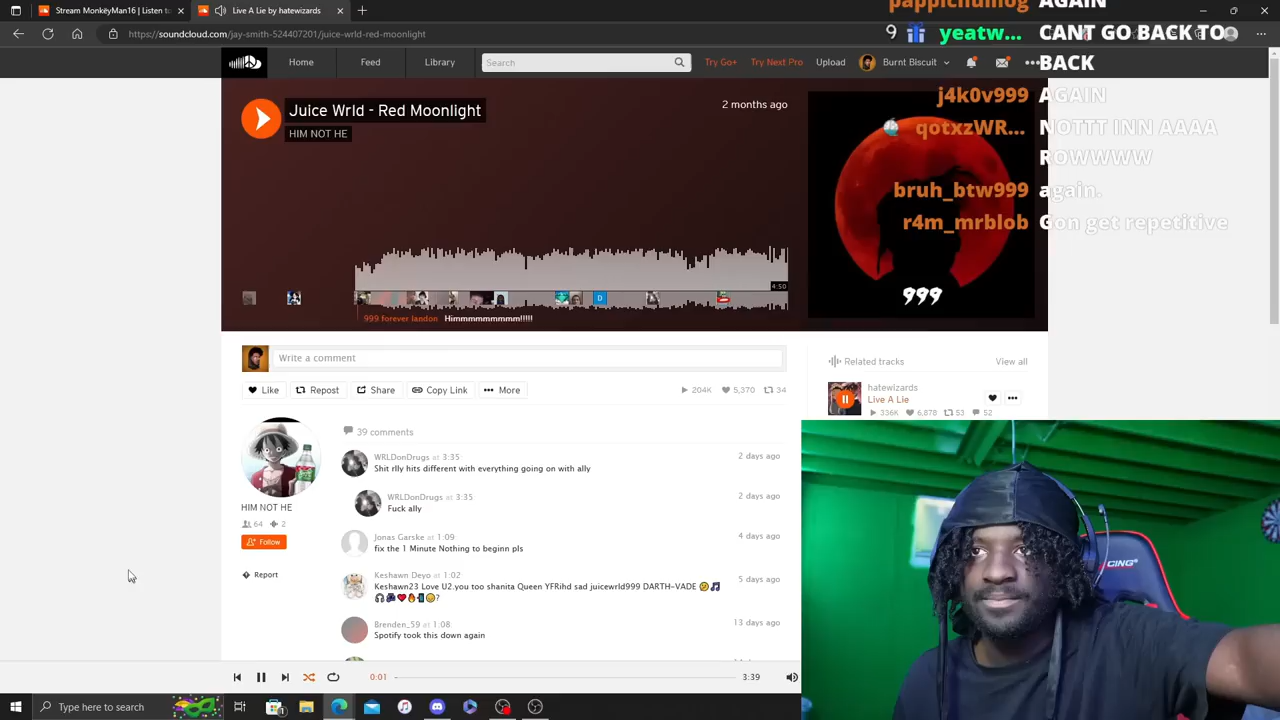 Stream MonkëyMan16 | Listen to
Live A Lie by hatewizards
https://soundcloud.com/jay-smith-524407201/juice-wrld-red-moonlight
Home
Feed
Library
Search
Try Go+
Try Next Pro
Upload
Burnt Biscuit
Juice Wrld - Red Moonlight
HIM NOT HE
2 months ago
4:50
999 forever landon Himmmmmmmmm!!!!!
999
pappichulmog AGAIN
9 yeatw... CANT GO BACK TO
BACK
j4k0v999 AGAIN
qotxzWR... NOTTT INN AAAA
ROWWWW
bruh_btw999 again.
r4m_mrblob Gon get repetitive
Write a comment
Like
Repost
Share
Copy Link
More
204K 5,370 34
Related tracks
View all
hatewizards
Live A Lie
336K 6,878 53 52
HIM NOT HE
64 2
Follow
Report
39 comments
WRLDonDrugs at 3:35 2 days ago
Shit rlly hits different with everything going on with ally
WRLDonDrugs at 3:35 2 days ago
Fuck ally
Jonas Garske at 1:09 4 days ago
fix the 1 Minute Nothing to beginn pls
Keshawn Deyo at 1:02 5 days ago
Keshawn23 Love U2.you too shanita Queen YFRihd sad juicewrld999 DARTH-VADE 😢🎵
?
Brenden_59 at 1:08: 13 days ago
Spotify took this down again
0:01
3:39
Type here to search
CING